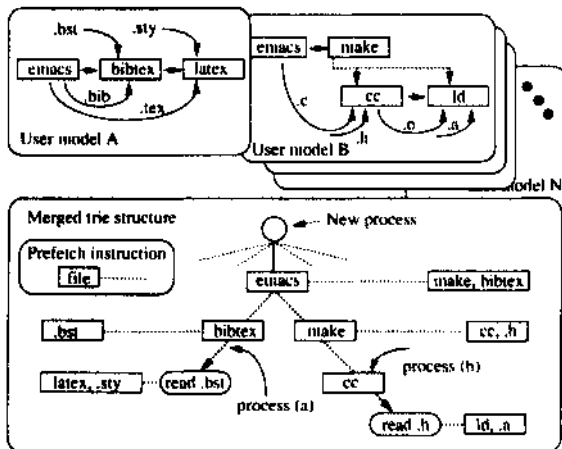 .bst .sty
emacs bibtex latex
.bib
.tex
User model A
emacs make
cc ld
.c .h .o .a
User model B
model N
Merged trie structure
New process
Prefetch instruction
file
emacs make, bibtex
.bst bibtex make cc, .h
latex, .sty read .bst cc process (b)
process (a)
read .h ld, .a